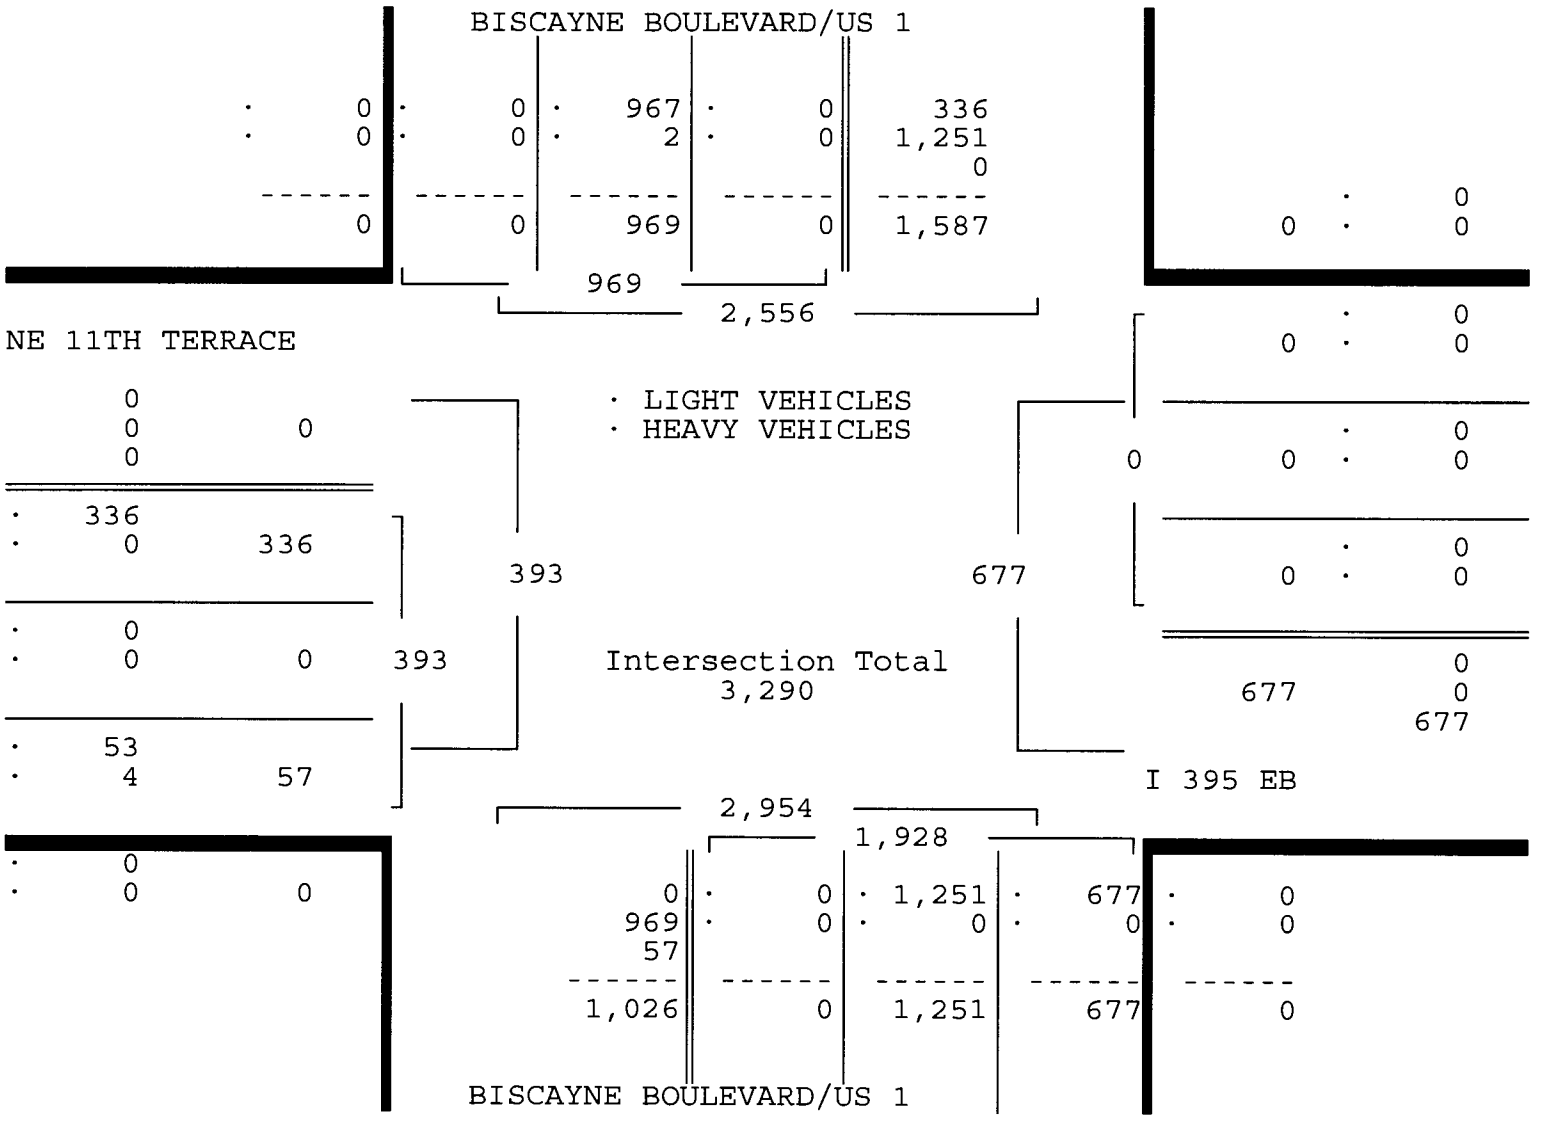 BISCAYNE BOULEVARD/US 1
· 0 · 0 · 967 · 0 336
· 0 · 0 · 2 · 0 1,251
0
------ ------ ------ ------ ------
· 0
0 0 969 0 1,587
0 · 0
969
2,556
· 0
NE 11TH TERRACE
0 · 0
0 · LIGHT VEHICLES
0 0 · HEAVY VEHICLES
· 0
0
0 0 · 0
· 336
· 0 336
· 0
393 677
0 · 0
· 0
· 0 0 393
Intersection Total
0
3,290
677 0
677
· 53
· 4 57
I 395 EB
2,954
1,928
· 0
· 0 0
0 · 0 · 1,251 · 677 · 0
969 · 0 · 0 · 0 · 0
57
------ ------ ------ ------ ------
1,026 0 1,251 677 0
BISCAYNE BOULEVARD/US 1